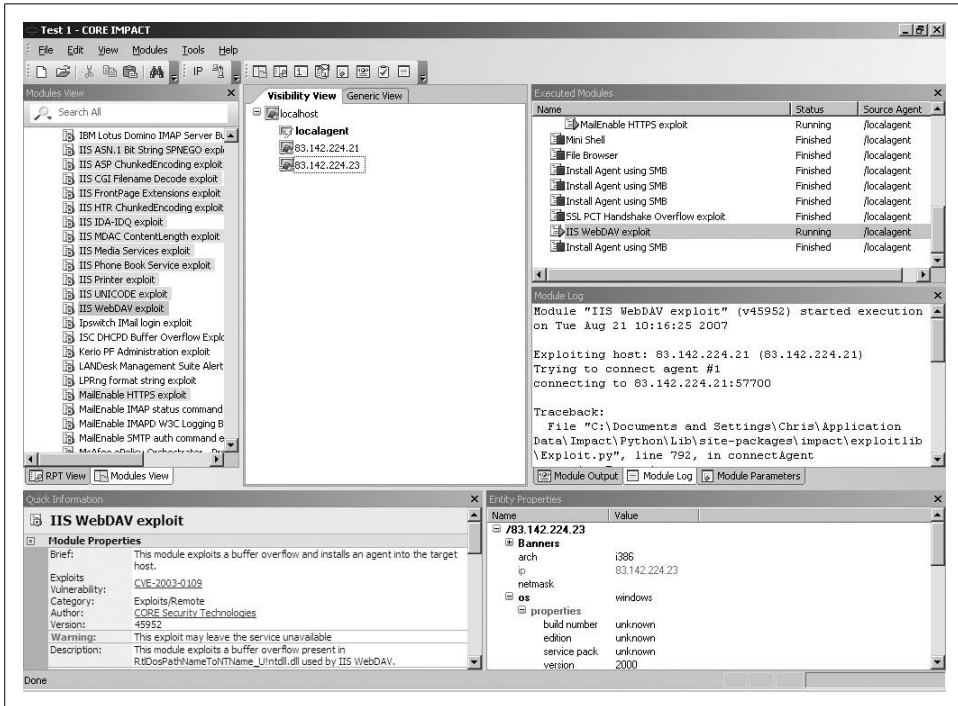 Test 1 - CORE IMPACT
File Edit View Modules Tools Help
IP
Modules View
Search All
IBM Lotus Domino IMAP Server Bu
IIS ASN.1 Bit String SPNEGO explo
IIS ASP ChunkedEncoding exploit
IIS CGI Filename Decode exploit
IIS FrontPage Extensions exploit
IIS HTR ChunkedEncoding exploit
IIS IDA-IDQ exploit
IIS MDAC ContentLength exploit
IIS Media Services exploit
IIS Phone Book Service exploit
IIS Printer exploit
IIS UNICODE exploit
IIS WebDAV exploit
Ipswitch IMail login exploit
ISC DHCPD Buffer Overflow Explo
Kerio PF Administration exploit
LANDesk Management Suite Alert
LPRng format string exploit
MailEnable HTTPS exploit
MailEnable IMAP status command
MailEnable IMAPD W3C Logging B
MailEnable SMTP auth command e
McAfee ePolicy Orchestrator - Pro
RPT View Modules View
Visibility View Generic View
localhost
localagent
83.142.224.21
83.142.224.23
Executed Modules
Name Status Source Agent
MailEnable HTTPS exploit Running /localagent
Mini Shell Finished /localagent
File Browser Finished /localagent
Install Agent using SMB Finished /localagent
Install Agent using SMB Finished /localagent
Install Agent using SMB Finished /localagent
SSL PCT Handshake Overflow exploit Finished /localagent
IIS WebDAV exploit Running /localagent
Install Agent using SMB Finished /localagent
Module Log
Module "IIS WebDAV exploit" (v45952) started execution
on Tue Aug 21 10:16:25 2007
Exploiting host: 83.142.224.21 (83.142.224.21)
Trying to connect agent #1
connecting to 83.142.224.21:57700
Traceback:
File "C:\Documents and Settings\Chris\Application
Data\Impact\Python\Lib\site-packages\impact\exploitlib
\Exploit.py", line 792, in connectAgent
Module Output Module Log Module Parameters
Quick Information
IIS WebDAV exploit
Module Properties
Brief: This module exploits a buffer overflow and installs an agent into the target
host.
Exploits
Vulnerability: CVE-2003-0109
Category: Exploits/Remote
Author: CORE Security Technologies
Version: 45952
Warning: This exploit may leave the service unavailable
Description: This module exploits a buffer overflow present in
RtlDosPathNameToNTName_U!ntdll.dll used by IIS WebDAV.
Entity Properties
Name Value
/83.142.224.23
Banners
arch i386
ip 83.142.224.23
netmask
os windows
properties
build number unknown
edition unknown
service pack unknown
version 2000
Done